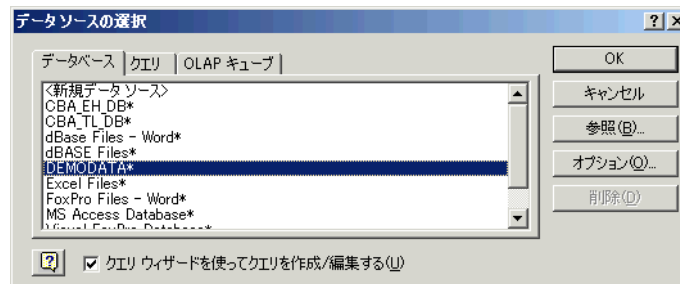 データ ソースの選択
データベース クエリ OLAP キューブ
<新規データ ソース>
CBA_EH_DB*
CBA_TL_DB*
dBase Files - Word*
dBASE Files*
DEMODATA*
Excel Files*
FoxPro Files - Word*
MS Access Database*
Visual FoxPro Database*
OK
キャンセル
参照(B)...
オプション(O)...
削除(D)
クエリ ウィザードを使ってクエリを作成/編集する(U)